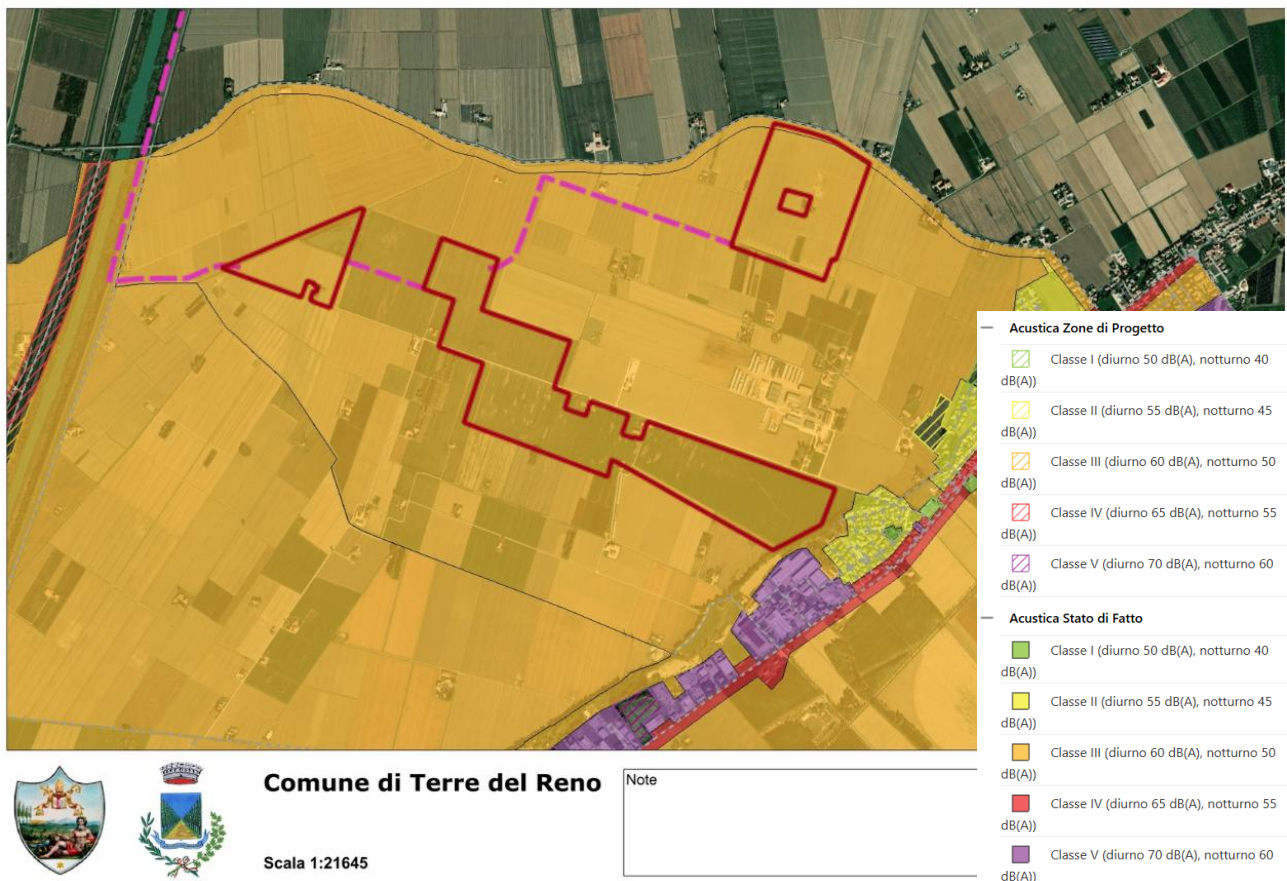 Acustica Zone di Progetto
Classe I (diurno 50 dB(A), notturno 40
dB(A))
Classe II (diurno 55 dB(A), notturno 45
dB(A))
Classe III (diurno 60 dB(A), notturno 50
dB(A))
Classe IV (diurno 65 dB(A), notturno 55
dB(A))
Classe V (diurno 70 dB(A), notturno 60
dB(A))
Acustica Stato di Fatto
Classe I (diurno 50 dB(A), notturno 40
dB(A))
Classe II (diurno 55 dB(A), notturno 45
dB(A))
Classe III (diurno 60 dB(A), notturno 50
dB(A))
Classe IV (diurno 65 dB(A), notturno 55
dB(A))
Classe V (diurno 70 dB(A), notturno 60
dB(A))
Comune di Terre del Reno
Note
Scala 1:21645